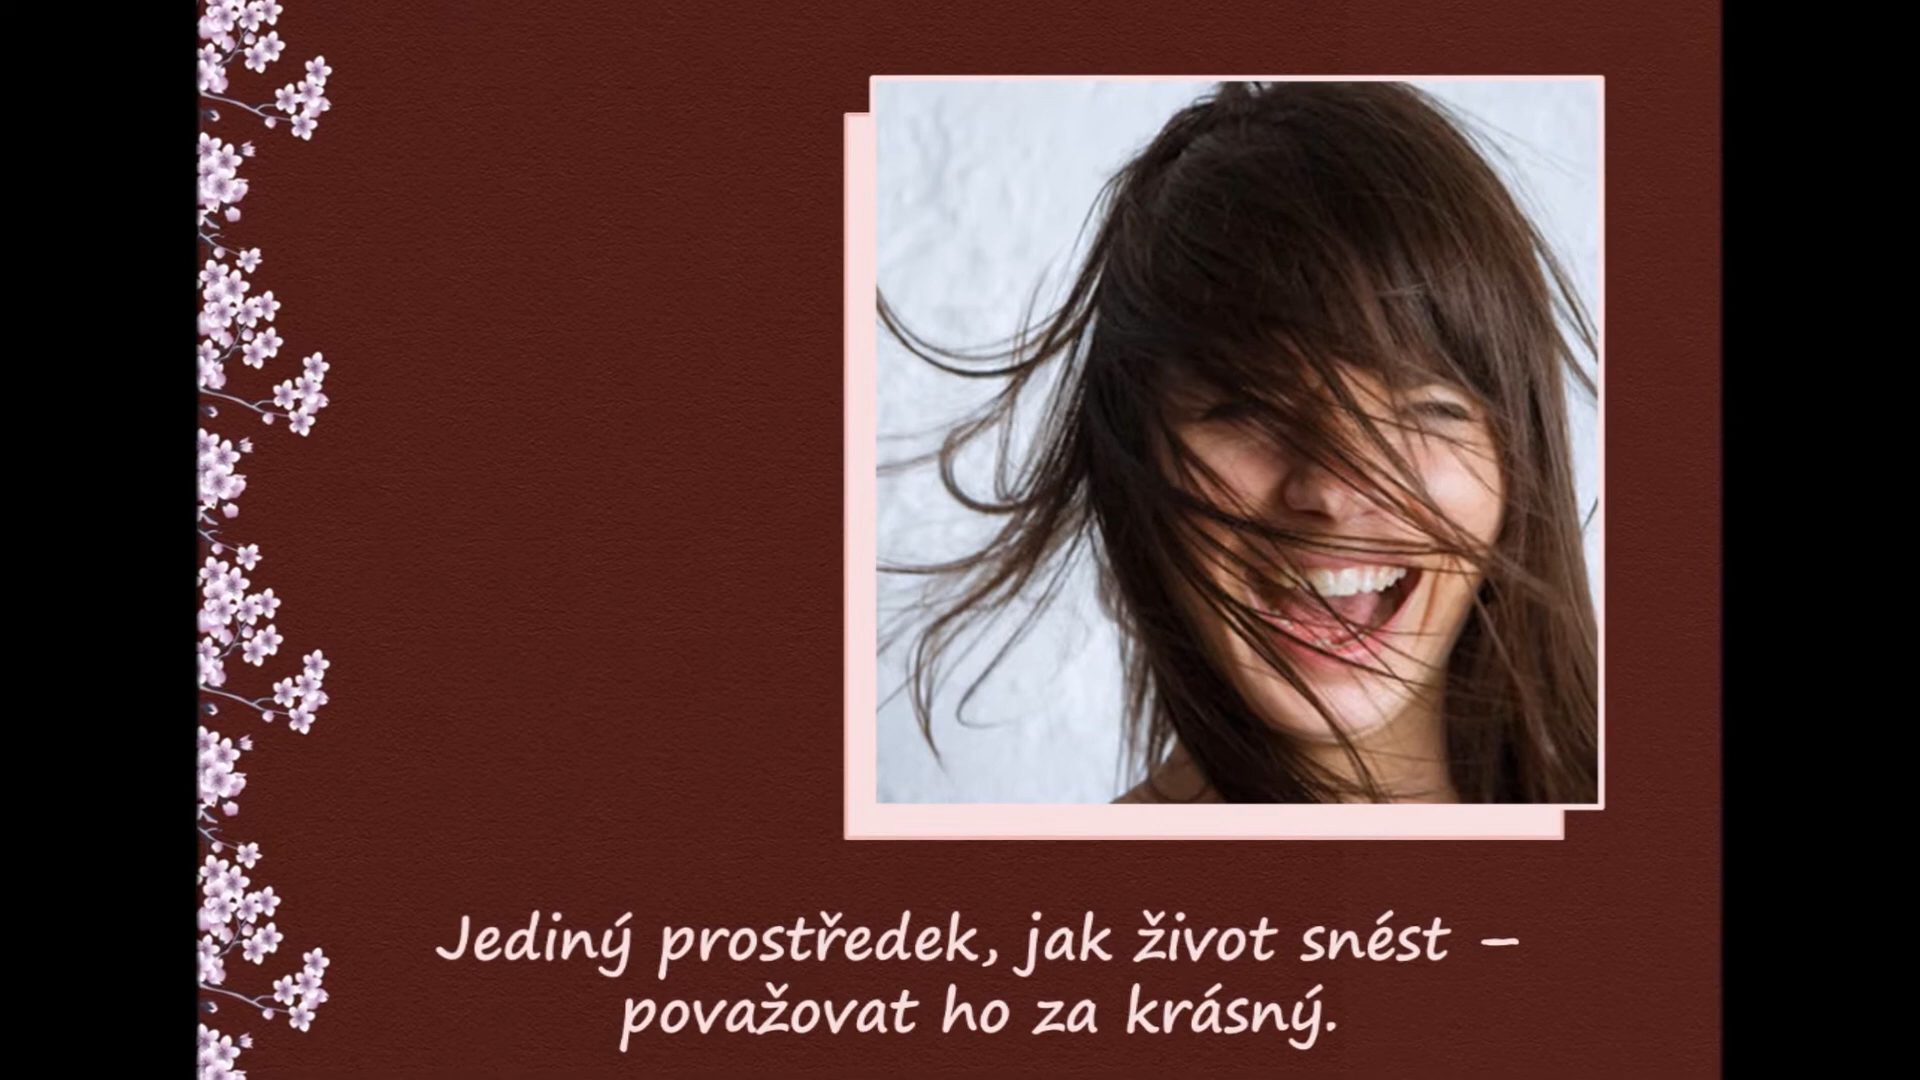 Jediný prostředek, jak život snést –
považovat ho za krásný.